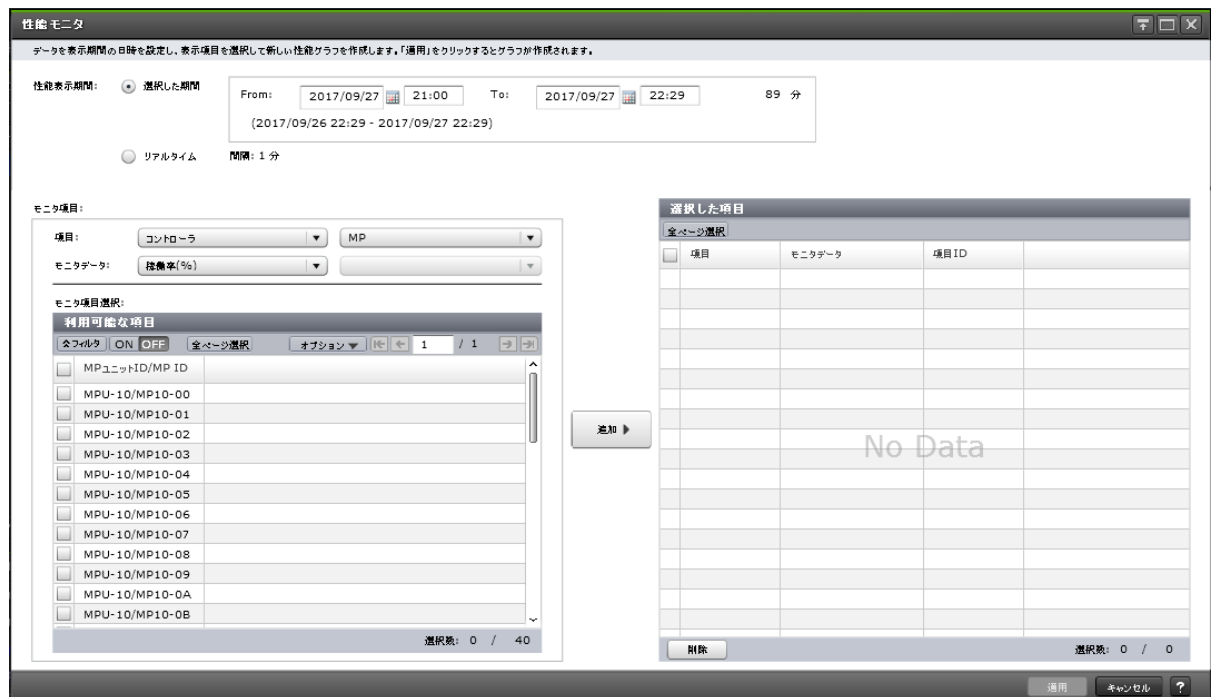 性能モニタ
データを表示期間の日時を設定し、表示項目を選択して新しい性能グラフを作成します。「適用」をクリックするとグラフが作成されます。
性能表示期間: 選択した期間
From: 2017/09/27 21:00 To: 2017/09/27 22:29 89 分
(2017/09/26 22:29 - 2017/09/27 22:29)
リアルタイム 間隔: 1 分
モニタ項目:
項目: コントローラ MP
モニタデータ: 稼働率(%)
モニタ項目選択:
利用可能な項目
全フィルタ ON OFF 全ページ選択 オプション 1 / 1
MPユニットID/MP ID
MPU-10/MP10-00
MPU-10/MP10-01
MPU-10/MP10-02
MPU-10/MP10-03
MPU-10/MP10-04
MPU-10/MP10-05
MPU-10/MP10-06
MPU-10/MP10-07
MPU-10/MP10-08
MPU-10/MP10-09
MPU-10/MP10-0A
MPU-10/MP10-0B
選択数: 0 / 40
追加
選択した項目
全ページ選択
項目 モニタデータ 項目ID
No Data
削除 選択数: 0 / 0
適用 キャンセル ?